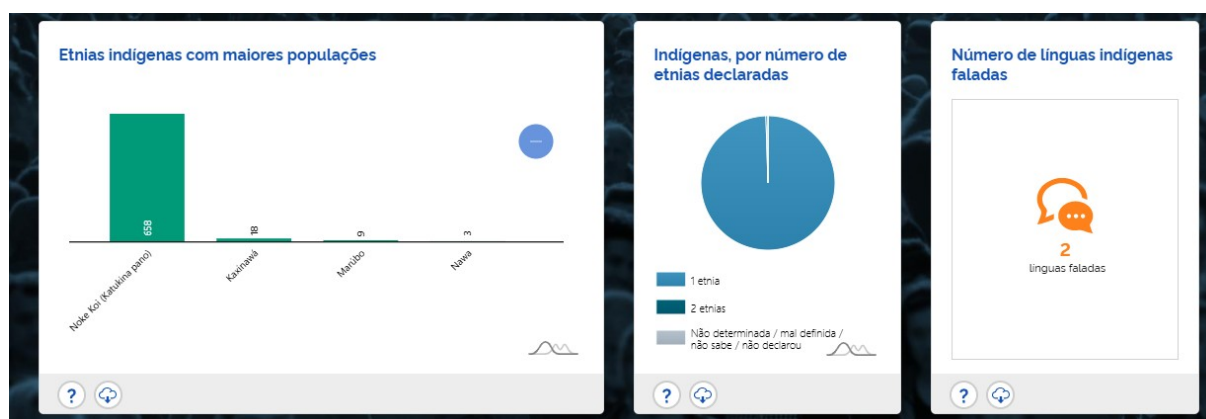 Etnias indígenas com maiores populações
658
18
9
3
Noke Koi (Katukina pano)
Kaxinawá
Marúbo
Nawa
?
Indígenas, por número de
etnias declaradas
1 etnia
2 etnias
Não determinada / mal definida /
não sabe / não declarou
?
Número de línguas indígenas
faladas
2
línguas faladas
?